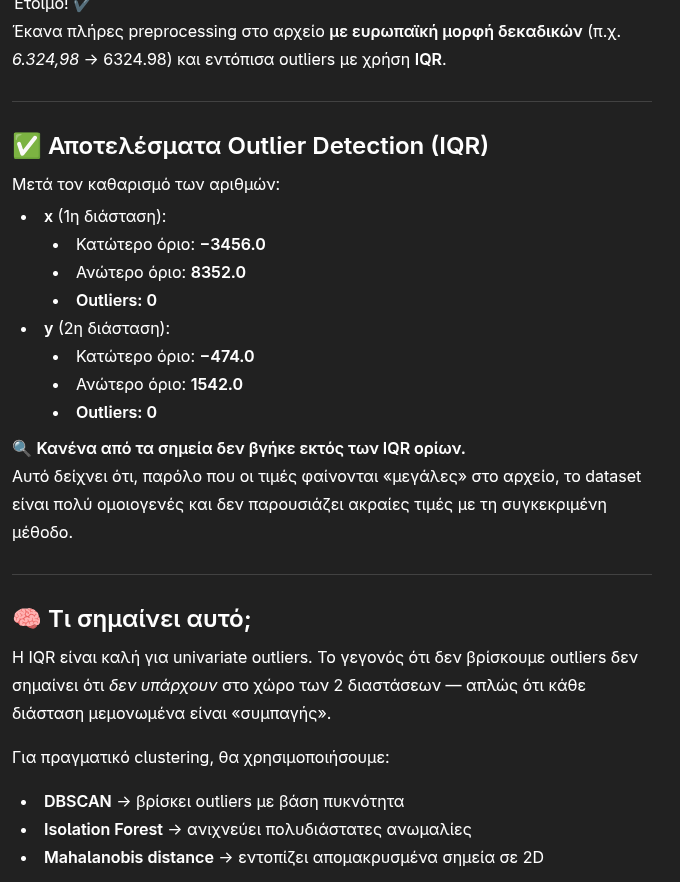 Έτοιμο! ✔️
Έκανα πλήρες preprocessing στο αρχείο με ευρωπαϊκή μορφή δεκαδικών (π.χ.
6.324,98 → 6324.98) και εντόπισα outliers με χρήση IQR.
✅ Αποτελέσματα Outlier Detection (IQR)
Μετά τον καθαρισμό των αριθμών:
• x (1η διάσταση):
• Κατώτερο όριο: −3456.0
• Ανώτερο όριο: 8352.0
• Outliers: 0
• y (2η διάσταση):
• Κατώτερο όριο: −474.0
• Ανώτερο όριο: 1542.0
• Outliers: 0
🔍 Κανένα από τα σημεία δεν βγήκε εκτός των IQR ορίων.
Αυτό δείχνει ότι, παρόλο που οι τιμές φαίνονται «μεγάλες» στο αρχείο, το dataset
είναι πολύ ομοιογενές και δεν παρουσιάζει ακραίες τιμές με τη συγκεκριμένη
μέθοδο.
🧠 Τι σημαίνει αυτό;
Η IQR είναι καλή για univariate outliers. Το γεγονός ότι δεν βρίσκουμε outliers δεν
σημαίνει ότι δεν υπάρχουν στο χώρο των 2 διαστάσεων — απλώς ότι κάθε
διάσταση μεμονωμένα είναι «συμπαγής».
Για πραγματικό clustering, θα χρησιμοποιήσουμε:
• DBSCAN → βρίσκει outliers με βάση πυκνότητα
• Isolation Forest → ανιχνεύει πολυδιάστατες ανωμαλίες
• Mahalanobis distance → εντοπίζει απομακρυσμένα σημεία σε 2D